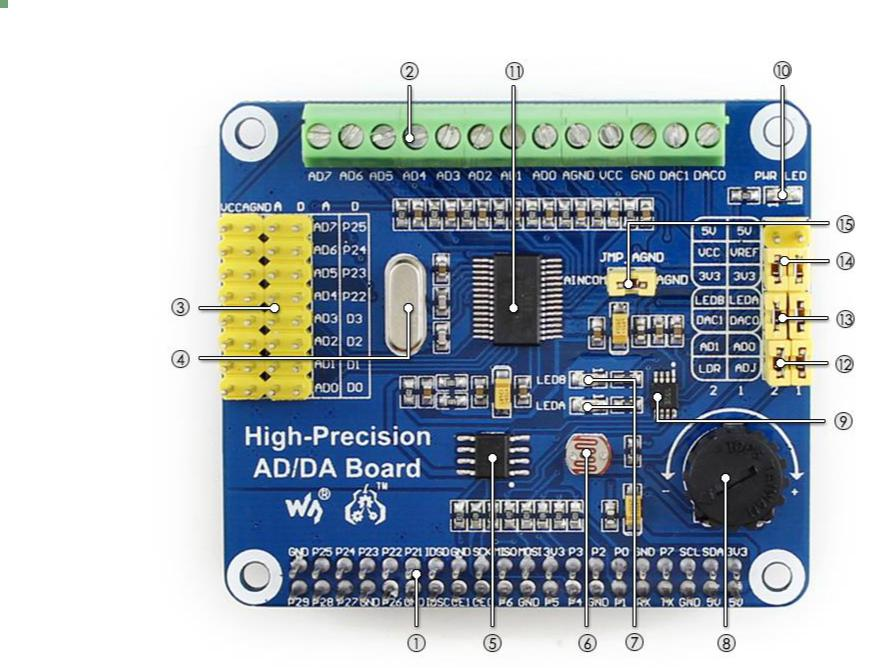 ② ⑪ ⑩
AD7 AD6 AD5 AD4 AD3 AD2 AD1 AD0 AGND VCC GND DAC1 DAC0
PWR LED
VCC AGND A D A D
⑮
5V 5V
VCC VREF
3V3 3V3
⑭
JMP_AGND
AINCOM AGND
AD7 P25
AD6 P24
AD5 P23
AD4 P22
AD3 D3
AD2 D2
AD1 D1
AD0 D0
③
④
LEDB LEDA
DAC1 DAC0
⑬
AD1 AD0
LDR ADJ
⑫
2 1 2 1
LEDB
LEDA
⑨
High-Precision
AD/DA Board
® ™
- +
GND P25 P24 P23 P22 P21 IDSD GND SCK MISO MOSI 3V3 P3 P2 P0 GND P7 SCL SDA 3V3
P29 P28 P27 GND P26 GND IDSC CE1 CE0 P6 GND P5 P4 GND P1 RX TX GND 5V 5V
① ⑤ ⑥ ⑦ ⑧